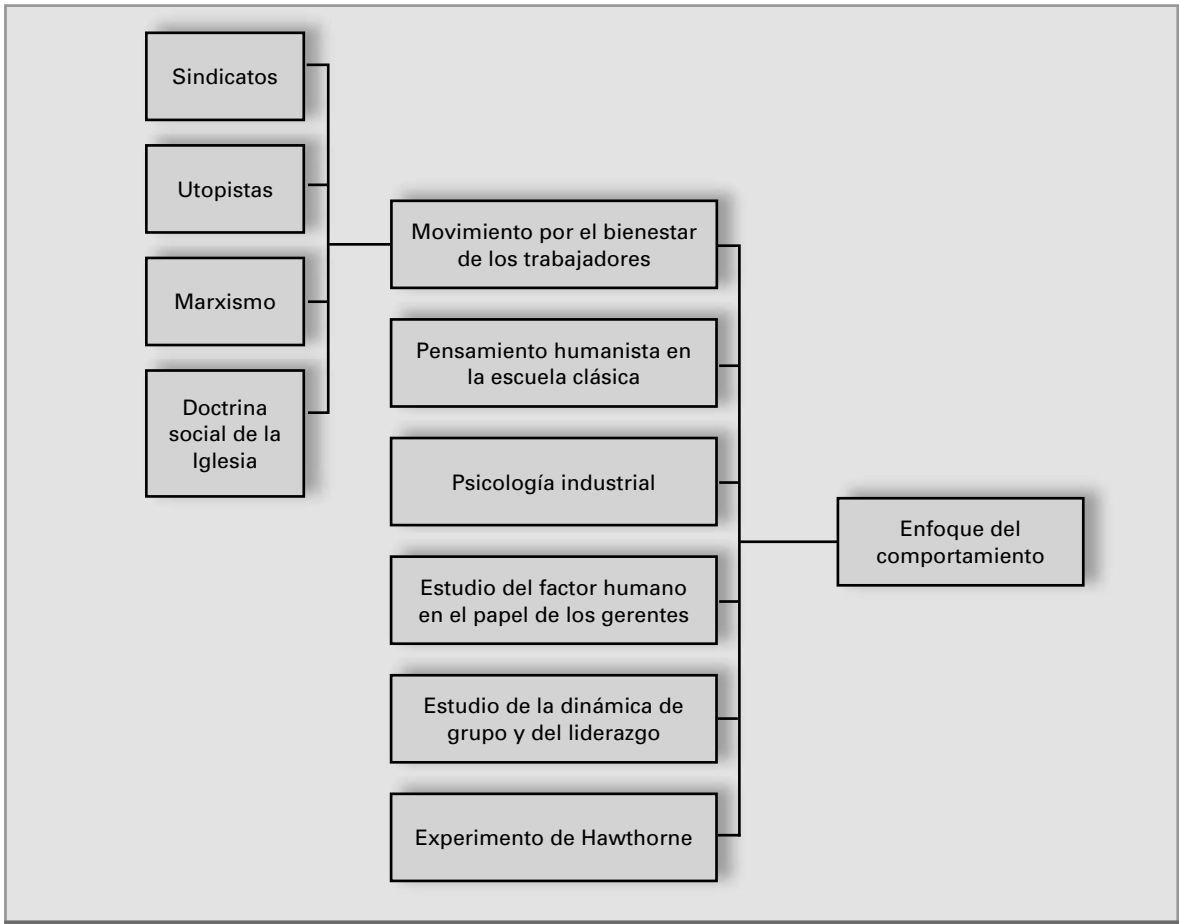 Sindicatos
Utopistas
Marxismo
Doctrina
social de la
Iglesia
Movimiento por el bienestar
de los trabajadores
Pensamiento humanista en
la escuela clásica
Psicología industrial
Estudio del factor humano
en el papel de los gerentes
Estudio de la dinámica de
grupo y del liderazgo
Experimento de Hawthorne
Enfoque del
comportamiento